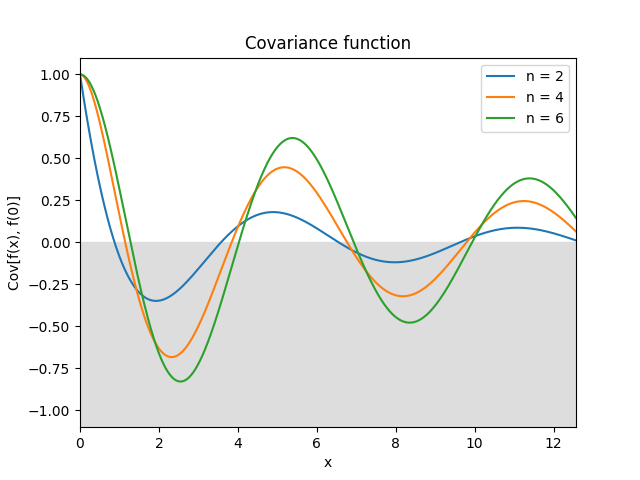 Covariance function
n = 2
n = 4
n = 6
Cov[f(x), f(0)]
1.00
0.75
0.50
0.25
0.00
−0.25
−0.50
−0.75
−1.00
0 2 4 6 8 10 12
x